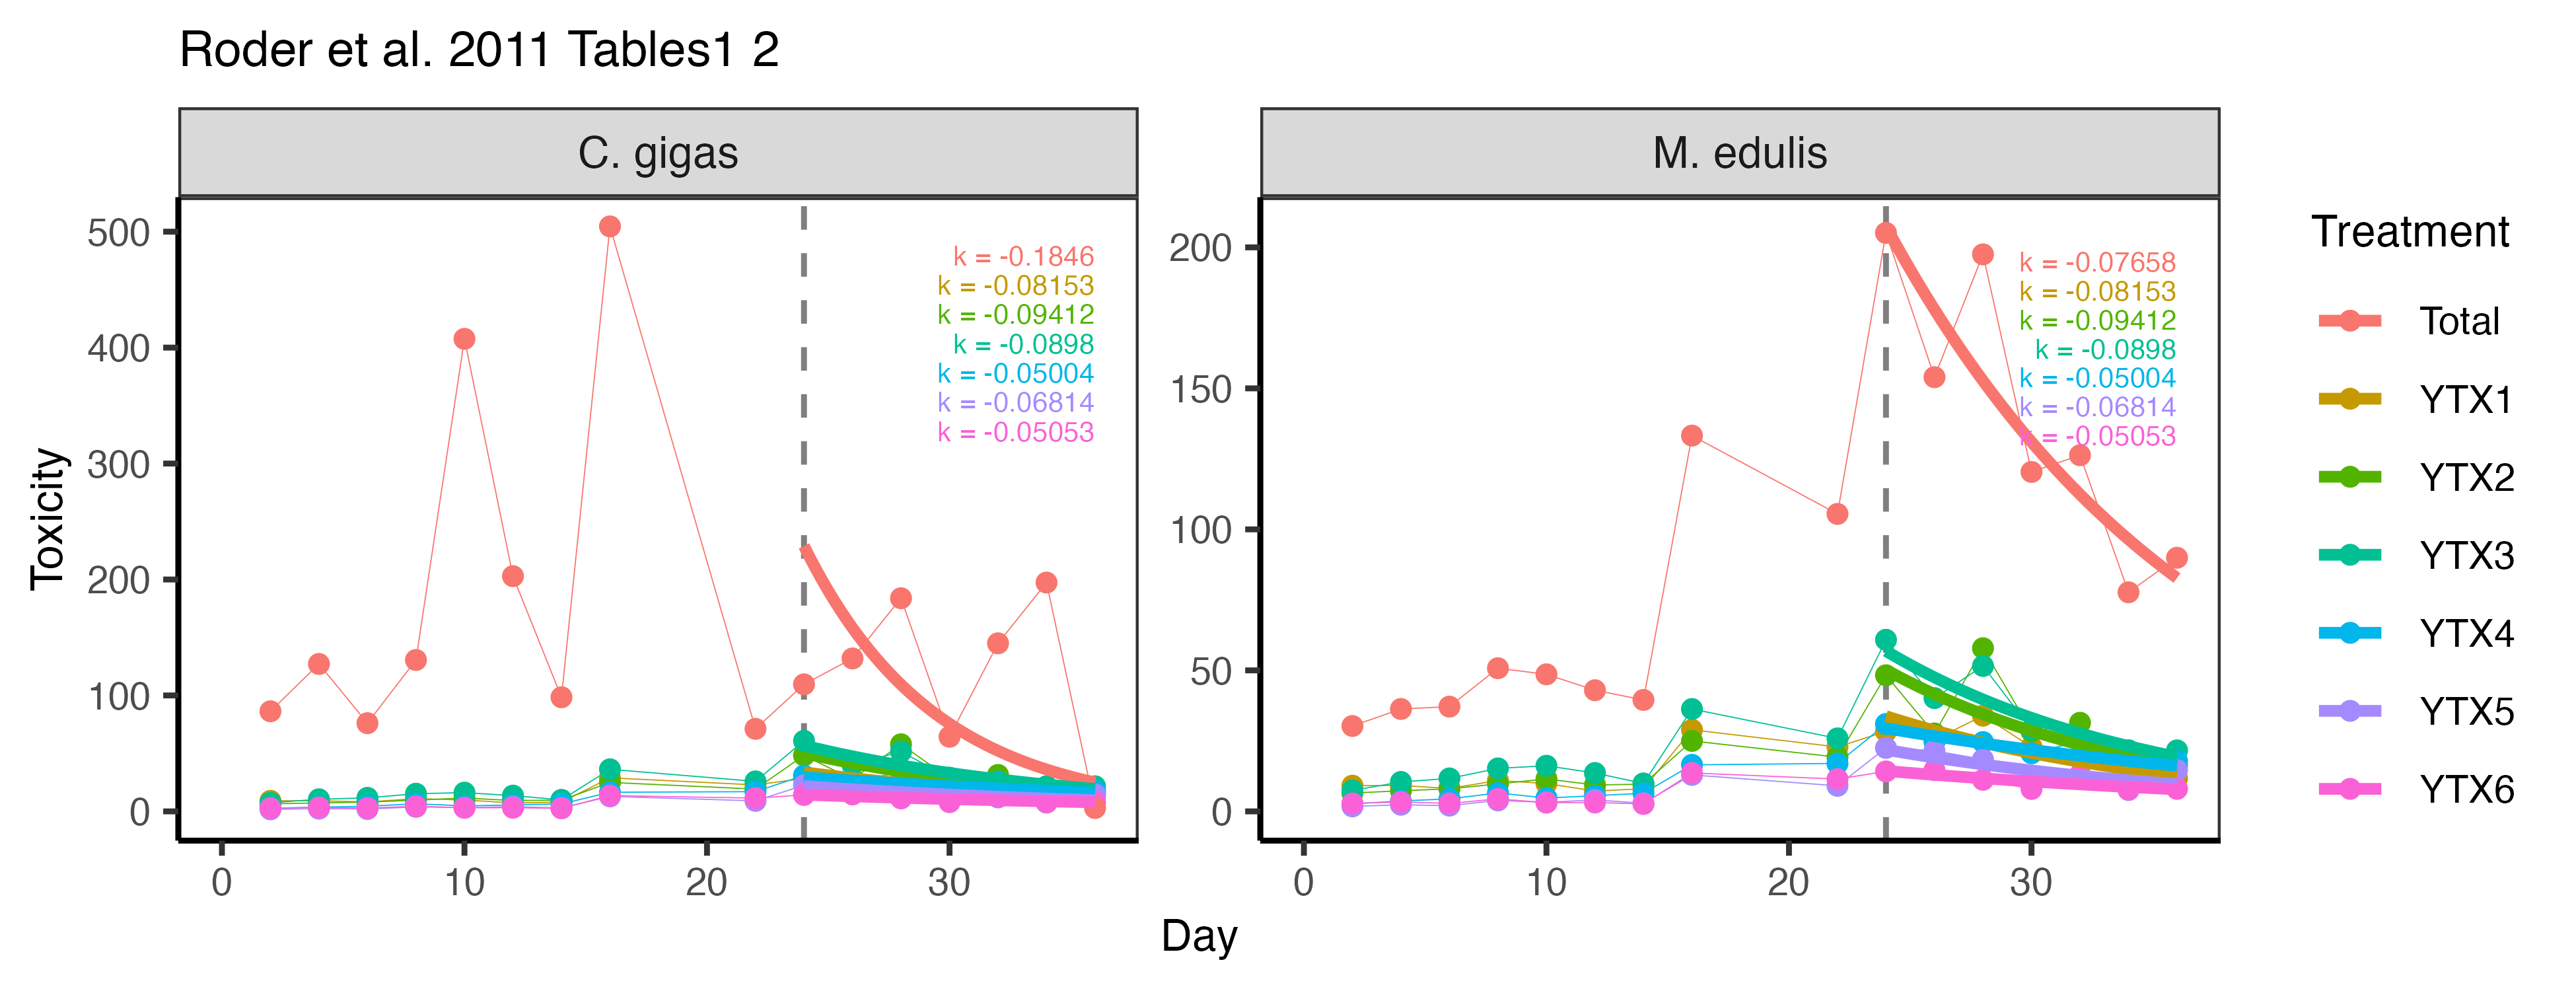 Roder et al. 2011 Tables1 2
C. gigas
M. edulis
Toxicity
500
400
300
200
100
0
k = -0.1846
k = -0.08153
k = -0.09412
k = -0.0898
k = -0.05004
k = -0.06814
k = -0.05053
0
10
20
30
200
150
100
50
0
k = -0.07658
k = -0.08153
k = -0.09412
k = -0.0898
k = -0.05004
k = -0.06814
k = -0.05053
0
10
20
30
Day
Treatment
Total
YTX1
YTX2
YTX3
YTX4
YTX5
YTX6